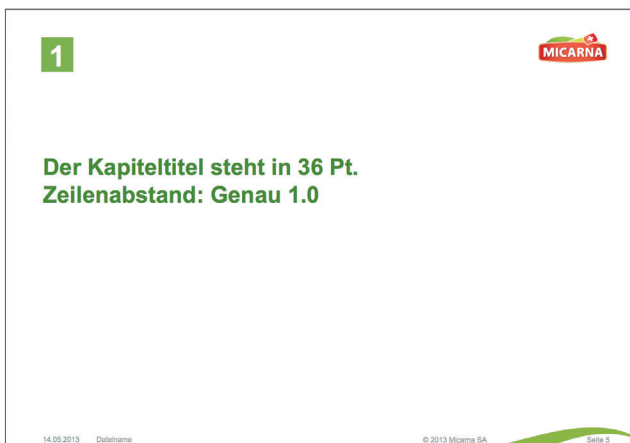 1
MICARNA
Der Kapiteltitel steht in 36 Pt.
Zeilenabstand: Genau 1.0
14.05.2013 Dateiname © 2013 Micarna SA Seite 5